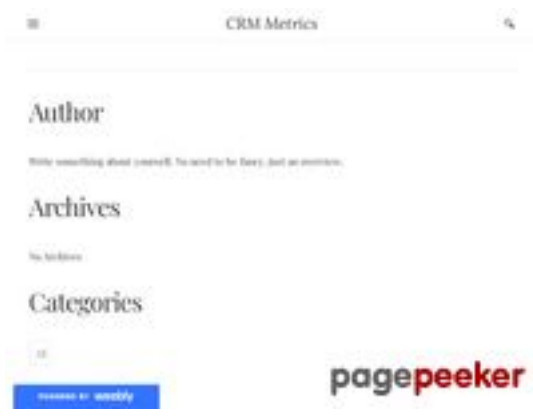 CRM Metrics
Author
Write something about yourself. No need to be fancy, just an overview.
Archives
No Archives
Categories
All
POWERED BY weebly
pagepeeker